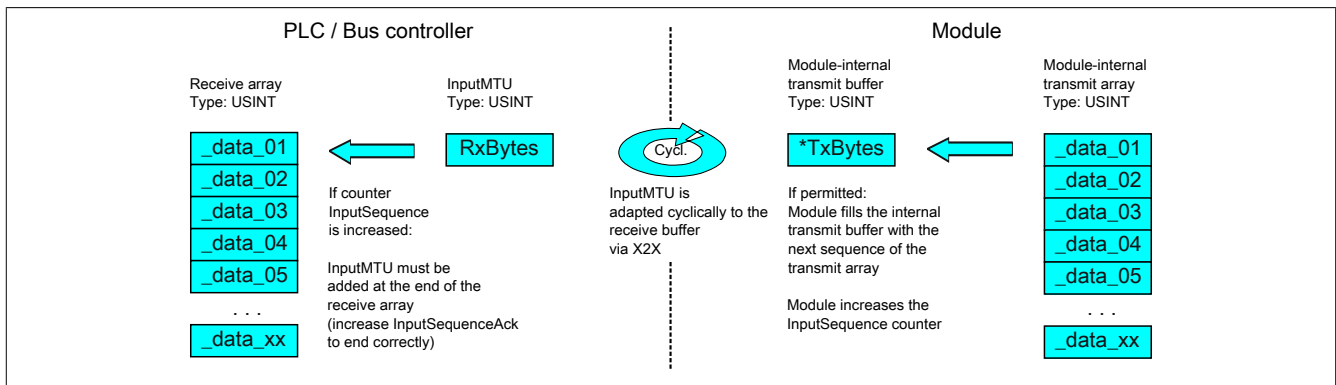 PLC / Bus controller
Module
Receive array
Type: USINT
InputMTU
Type: USINT
Module-internal
transmit buffer
Type: USINT
Module-internal
transmit array
Type: USINT
_data_01
_data_02
_data_03
_data_04
_data_05
. . .
_data_xx
RxBytes
If counter
InputSequence
is increased:
InputMTU must be
added at the end of the
receive array
(increase InputSequenceAck
to end correctly)
Cycl.
InputMTU is
adapted cyclically to the
receive buffer
via X2X
*TxBytes
If permitted:
Module fills the internal
transmit buffer with the
next sequence of the
transmit array
Module increases the
InputSequence counter
_data_01
_data_02
_data_03
_data_04
_data_05
. . .
_data_xx